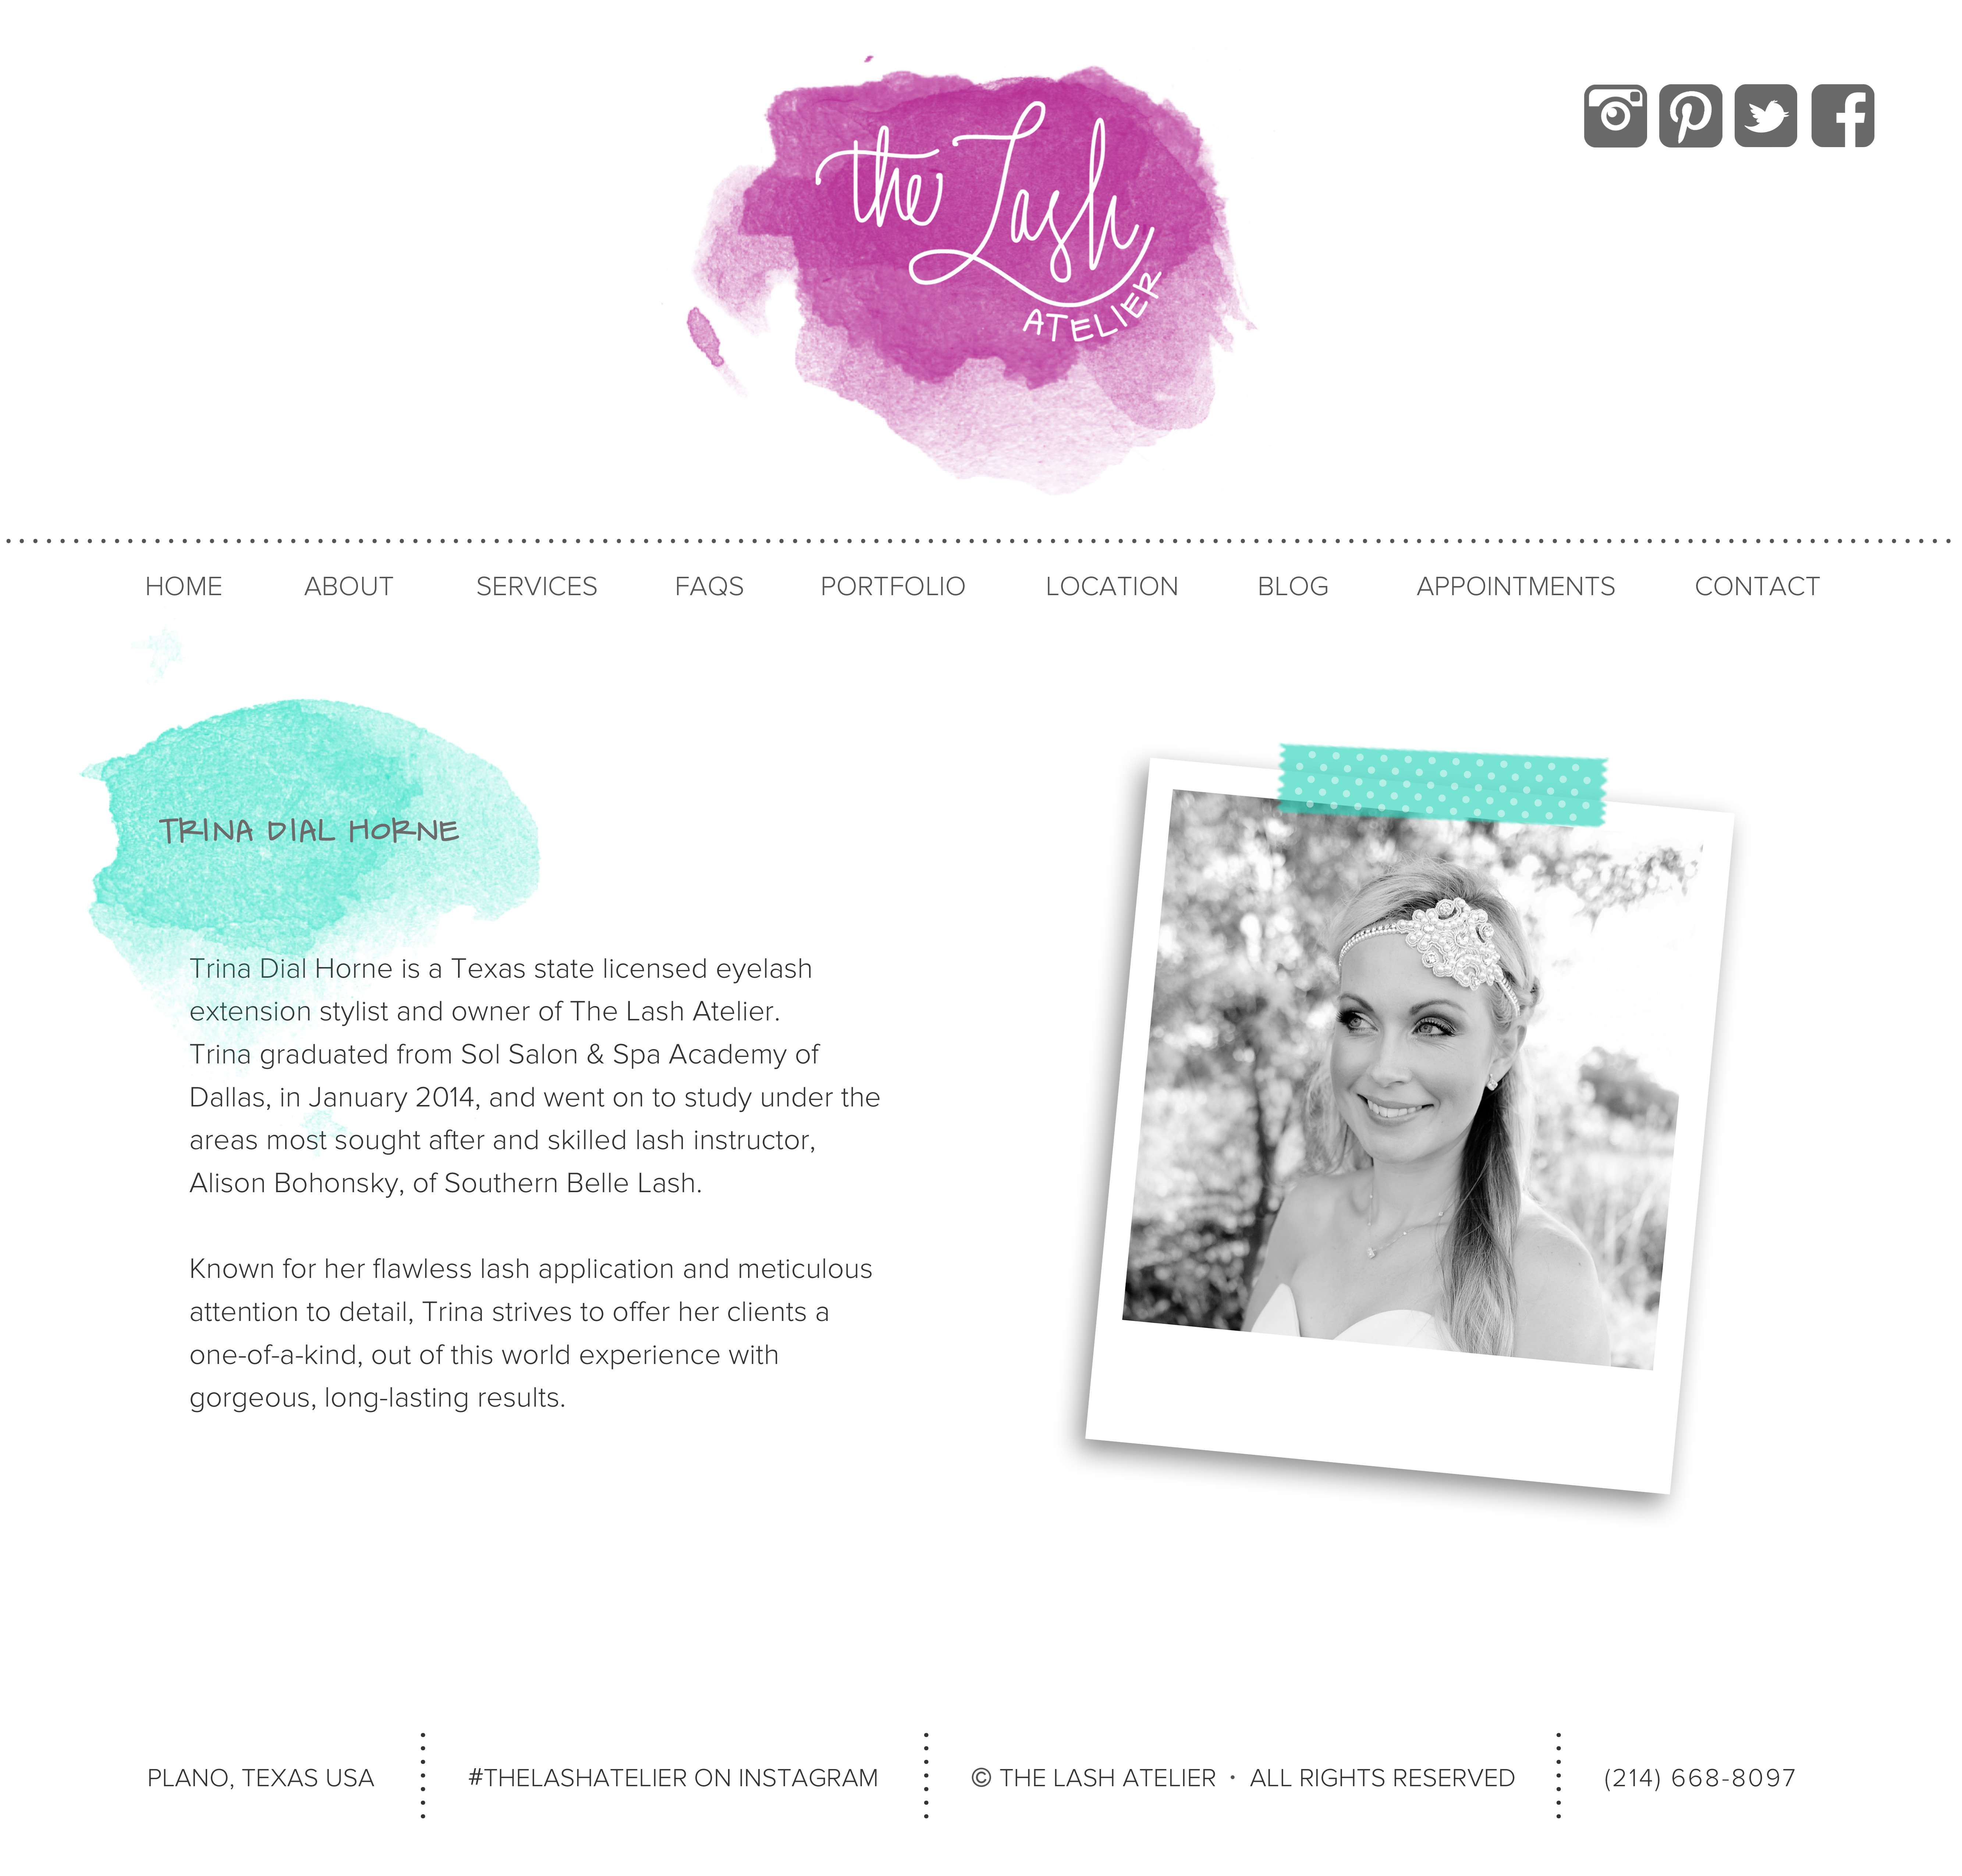 the Lash
ATELIER
HOME ABOUT SERVICES FAQS PORTFOLIO LOCATION BLOG APPOINTMENTS CONTACT
TRINA DIAL HORNE
Trina Dial Horne is a Texas state licensed eyelash
extension stylist and owner of The Lash Atelier.
Trina graduated from Sol Salon & Spa Academy of
Dallas, in January 2014, and went on to study under the
areas most sought after and skilled lash instructor,
Alison Bohonsky, of Southern Belle Lash.
Known for her flawless lash application and meticulous
attention to detail, Trina strives to offer her clients a
one-of-a-kind, out of this world experience with
gorgeous, long-lasting results.
PLANO, TEXAS USA #THELASHATELIER ON INSTAGRAM © THE LASH ATELIER · ALL RIGHTS RESERVED (214) 668-8097